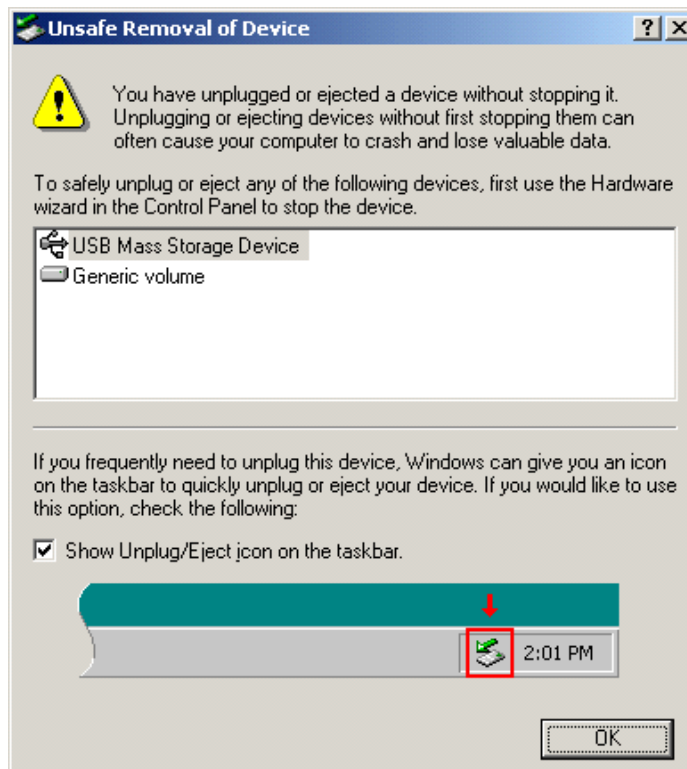 Unsafe Removal of Device
You have unplugged or ejected a device without stopping it.
Unplugging or ejecting devices without first stopping them can
often cause your computer to crash and lose valuable data.
To safely unplug or eject any of the following devices, first use the Hardware
wizard in the Control Panel to stop the device.
USB Mass Storage Device
Generic volume
If you frequently need to unplug this device, Windows can give you an icon
on the taskbar to quickly unplug or eject your device. If you would like to use
this option, check the following:
Show Unplug/Eject icon on the taskbar.
2:01 PM
OK